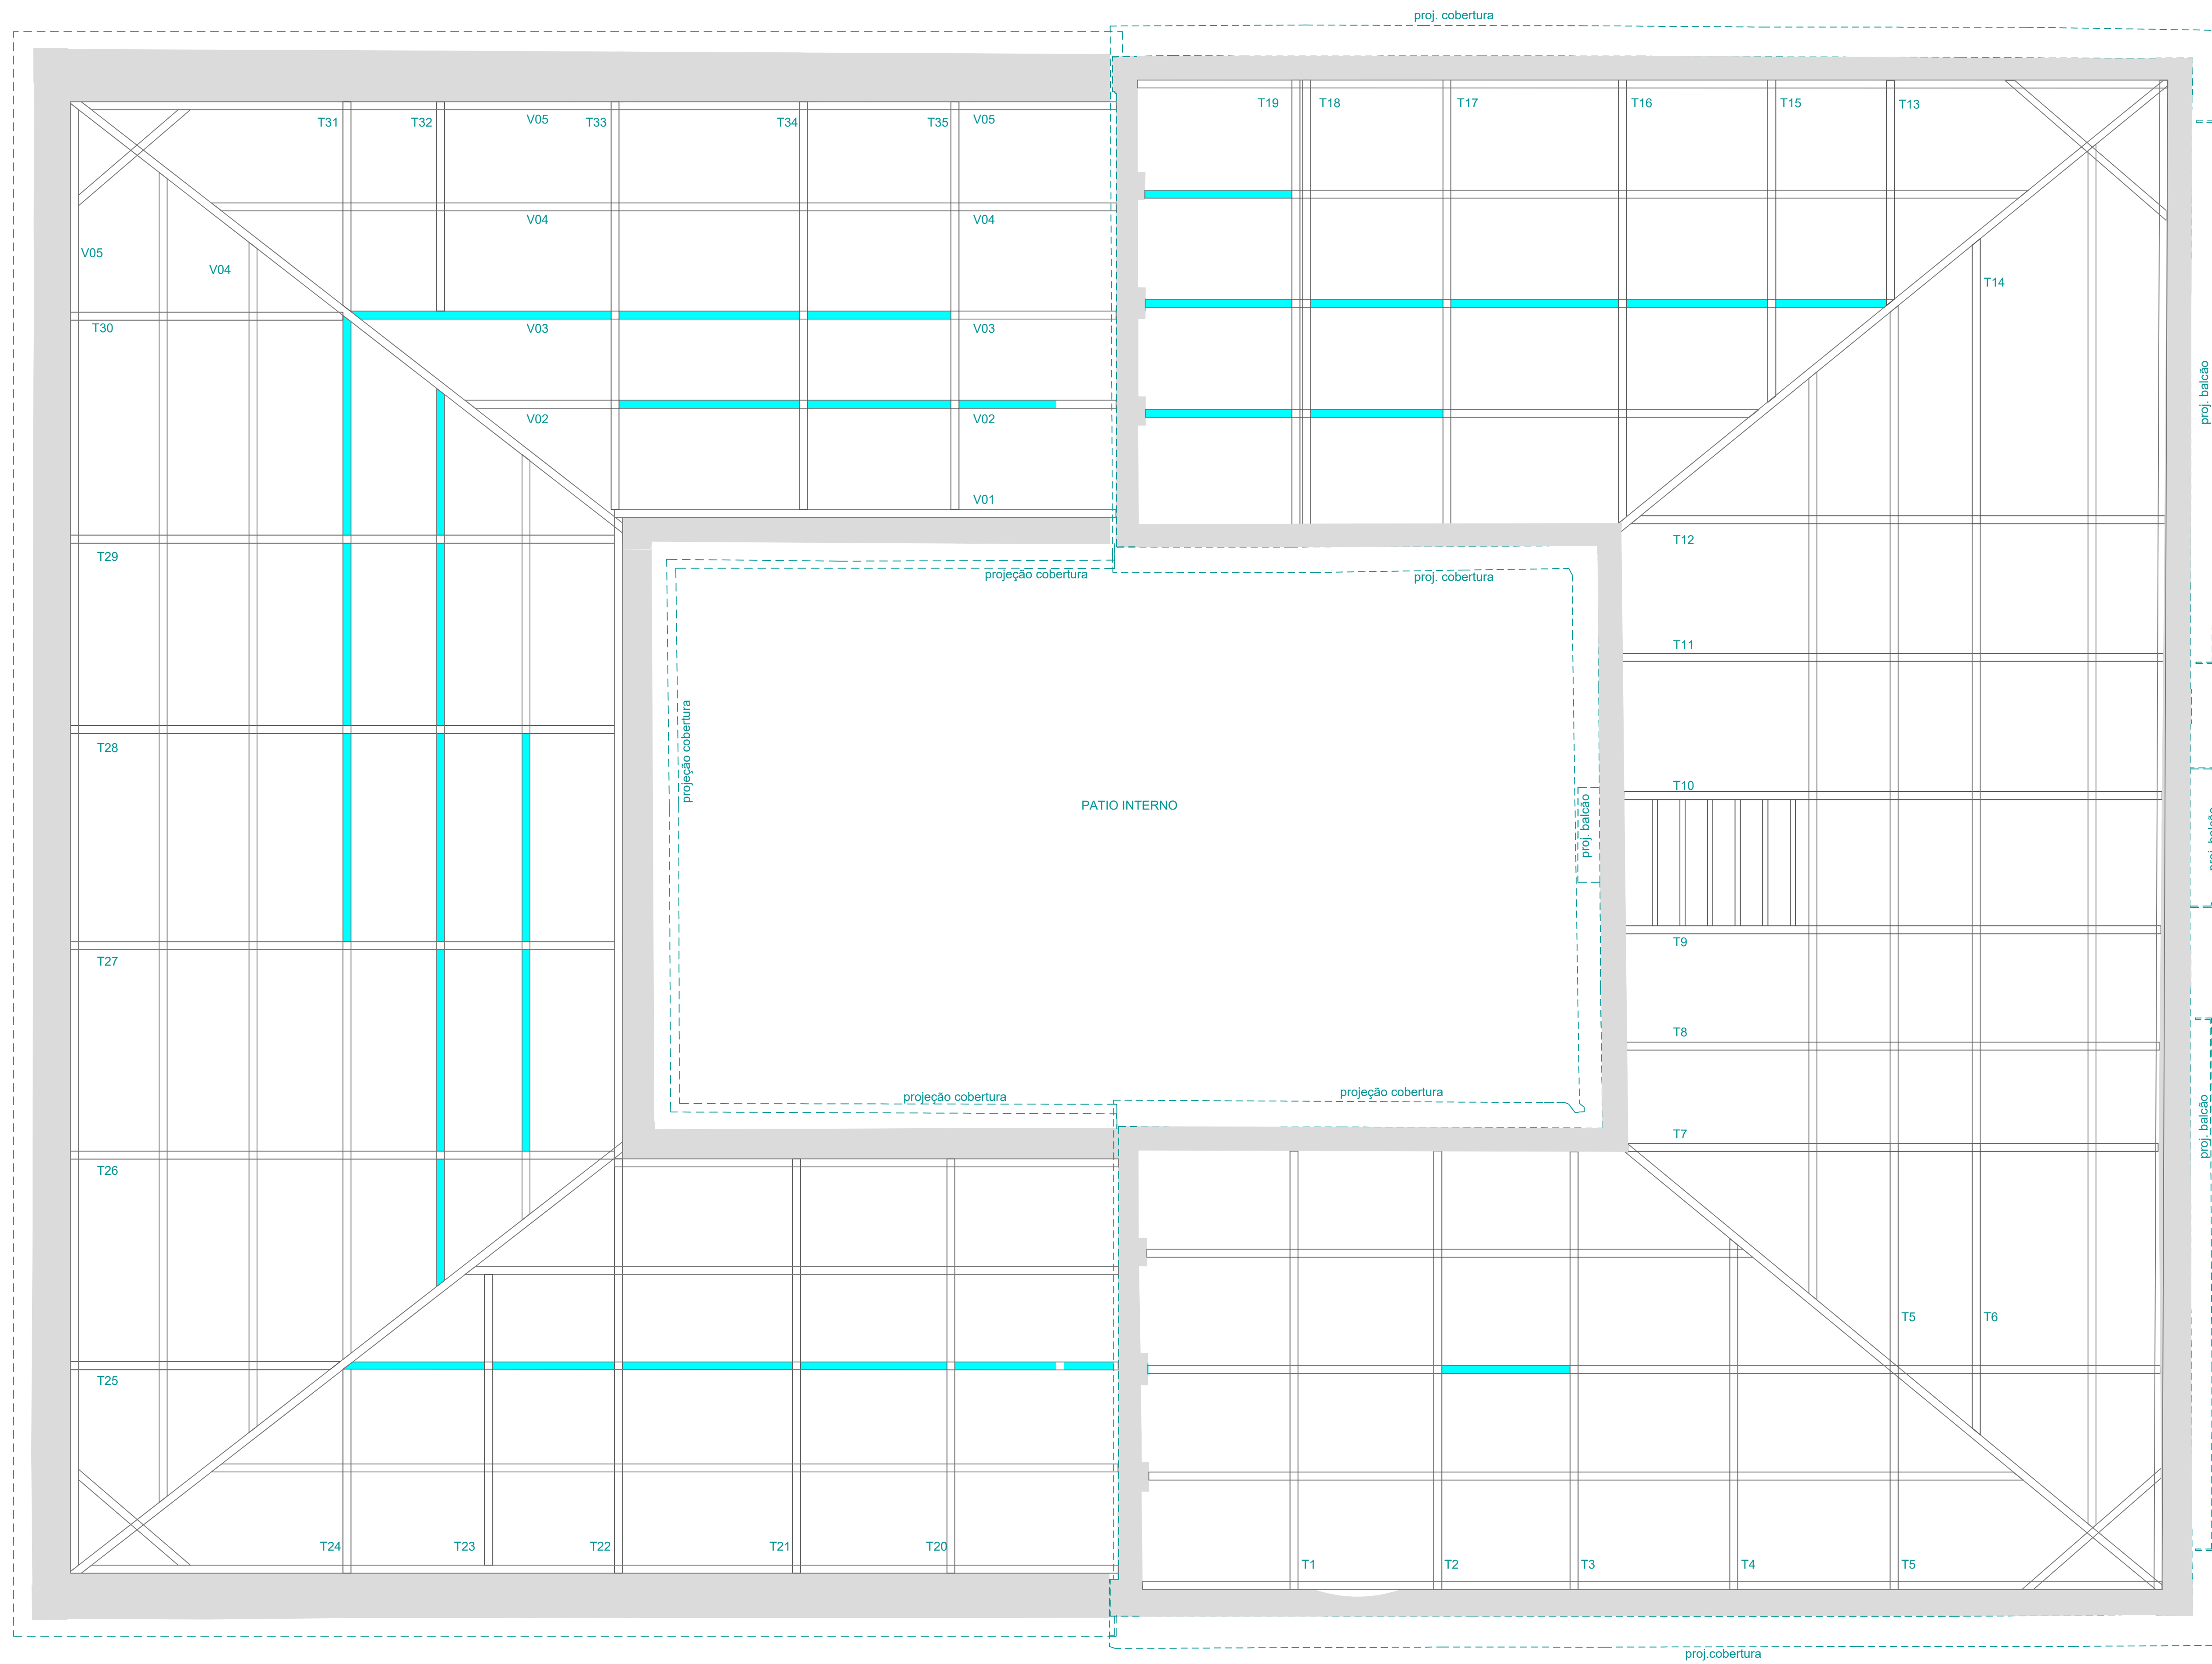 proj. cobertura
T19
T18
T17
T16
T15
T13
T31
T32
V05
T33
T34
T35
V05
V04
V04
V05
V04
T14
T30
V03
V03
proj. balcão
V02
V02
V01
T12
T29
projeção cobertura
proj. cobertura
T11
T28
projeção cobertura
PATIO INTERNO
T10
proj. balcão
T27
T9
T8
projeção cobertura
projeção cobertura
T7
proj. balcão
T26
T5
T6
T25
T24
T23
T22
T21
T20
T1
T2
T3
T4
T5
proj.cobertura